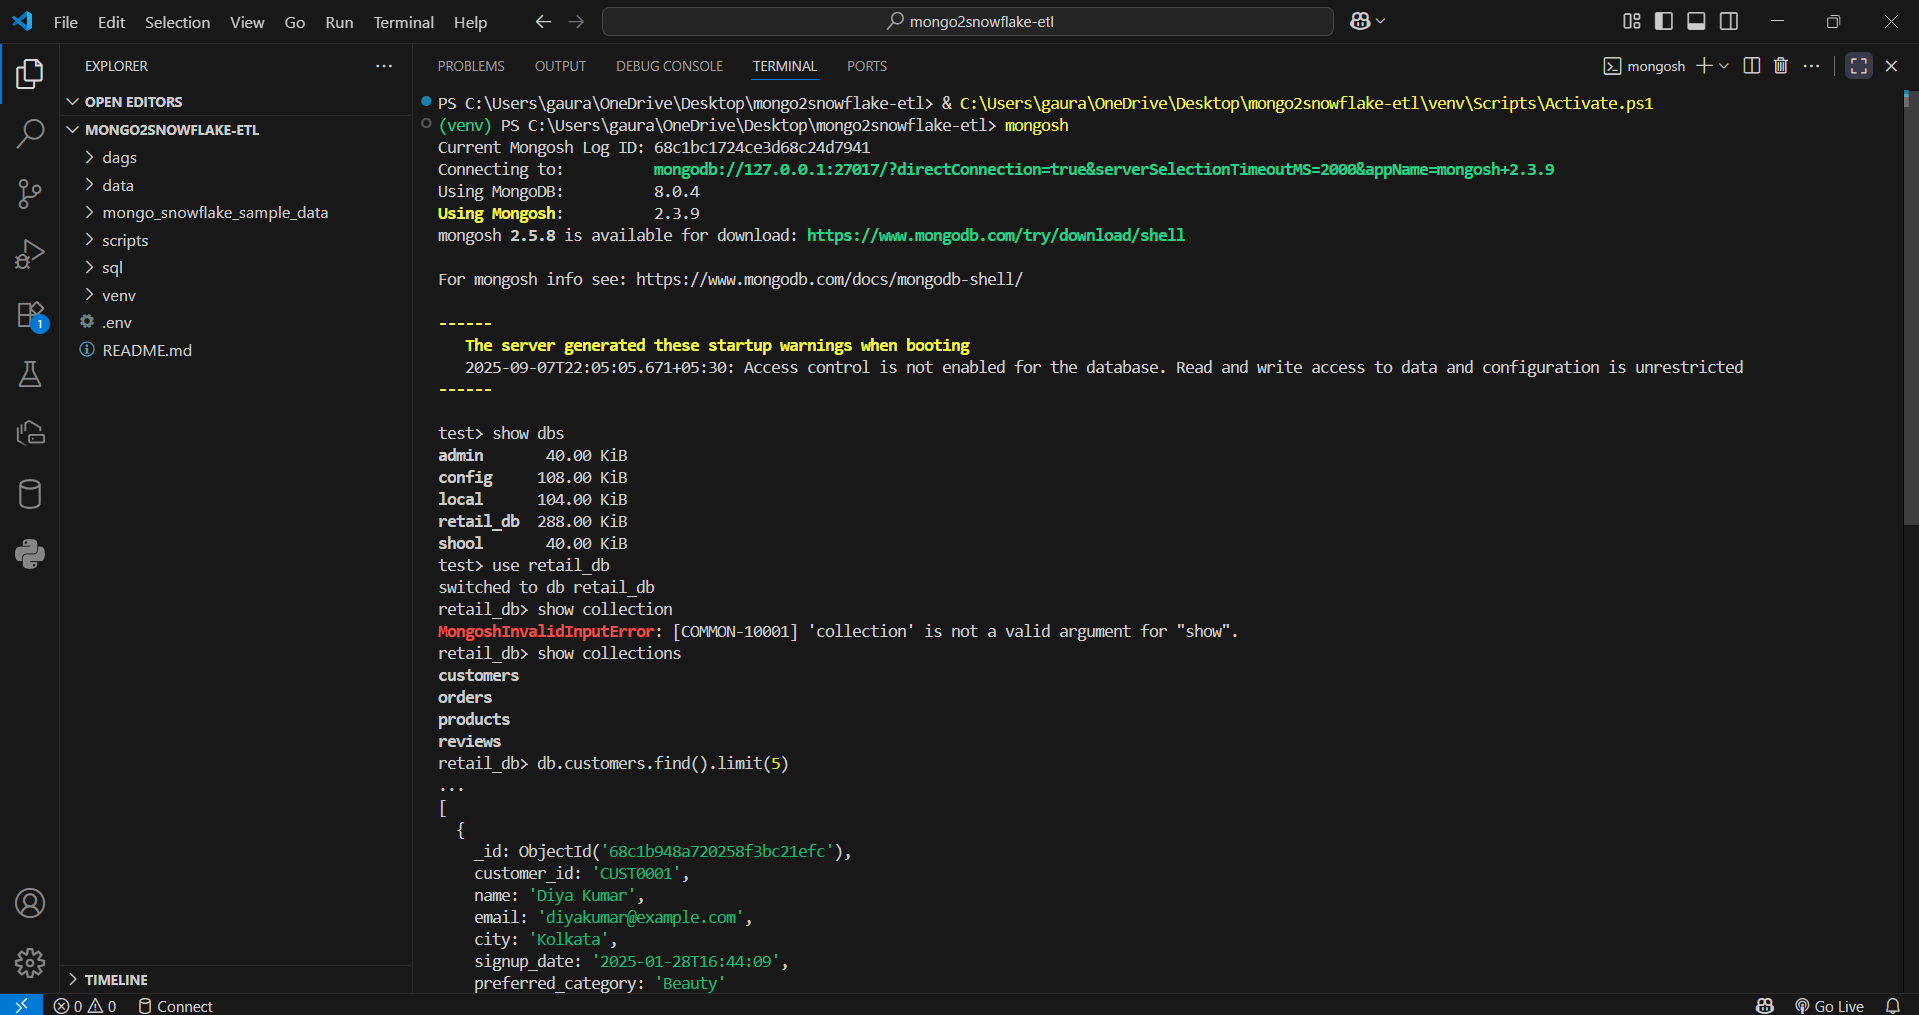 File Edit Selection View Go Run Terminal Help
mongo2snowflake-etl
EXPLORER
OPEN EDITORS
MONGO2SNOWFLAKE-ETL
dags
data
mongo_snowflake_sample_data
scripts
sql
venv
.env
README.md
1
TIMELINE
PROBLEMS OUTPUT DEBUG CONSOLE TERMINAL PORTS
mongosh
PS C:\Users\gaura\OneDrive\Desktop\mongo2snowflake-etl> & C:\Users\gaura\OneDrive\Desktop\mongo2snowflake-etl\venv\Scripts\Activate.ps1
(venv) PS C:\Users\gaura\OneDrive\Desktop\mongo2snowflake-etl> mongosh
Current Mongosh Log ID: 68c1bc1724ce3d68c24d7941
Connecting to: mongodb://127.0.0.1:27017/?directConnection=true&serverSelectionTimeoutMS=2000&appName=mongosh+2.3.9
Using MongoDB: 8.0.4
Using Mongosh: 2.3.9
mongosh 2.5.8 is available for download: https://www.mongodb.com/try/download/shell
For mongosh info see: https://www.mongodb.com/docs/mongodb-shell/
------
The server generated these startup warnings when booting
2025-09-07T22:05:05.671+05:30: Access control is not enabled for the database. Read and write access to data and configuration is unrestricted
------
test> show dbs
admin 40.00 KiB
config 108.00 KiB
local 104.00 KiB
retail_db 288.00 KiB
shool 40.00 KiB
test> use retail_db
switched to db retail_db
retail_db> show collection
MongoshInvalidInputError: [COMMON-10001] 'collection' is not a valid argument for "show".
retail_db> show collections
customers
orders
products
reviews
retail_db> db.customers.find().limit(5)
...
[
{
_id: ObjectId('68c1b948a720258f3bc21efc'),
customer_id: 'CUST0001',
name: 'Diya Kumar',
email: 'diyakumar@example.com',
city: 'Kolkata',
signup_date: '2025-01-28T16:44:09',
preferred_category: 'Beauty'
0 0 Connect Go Live